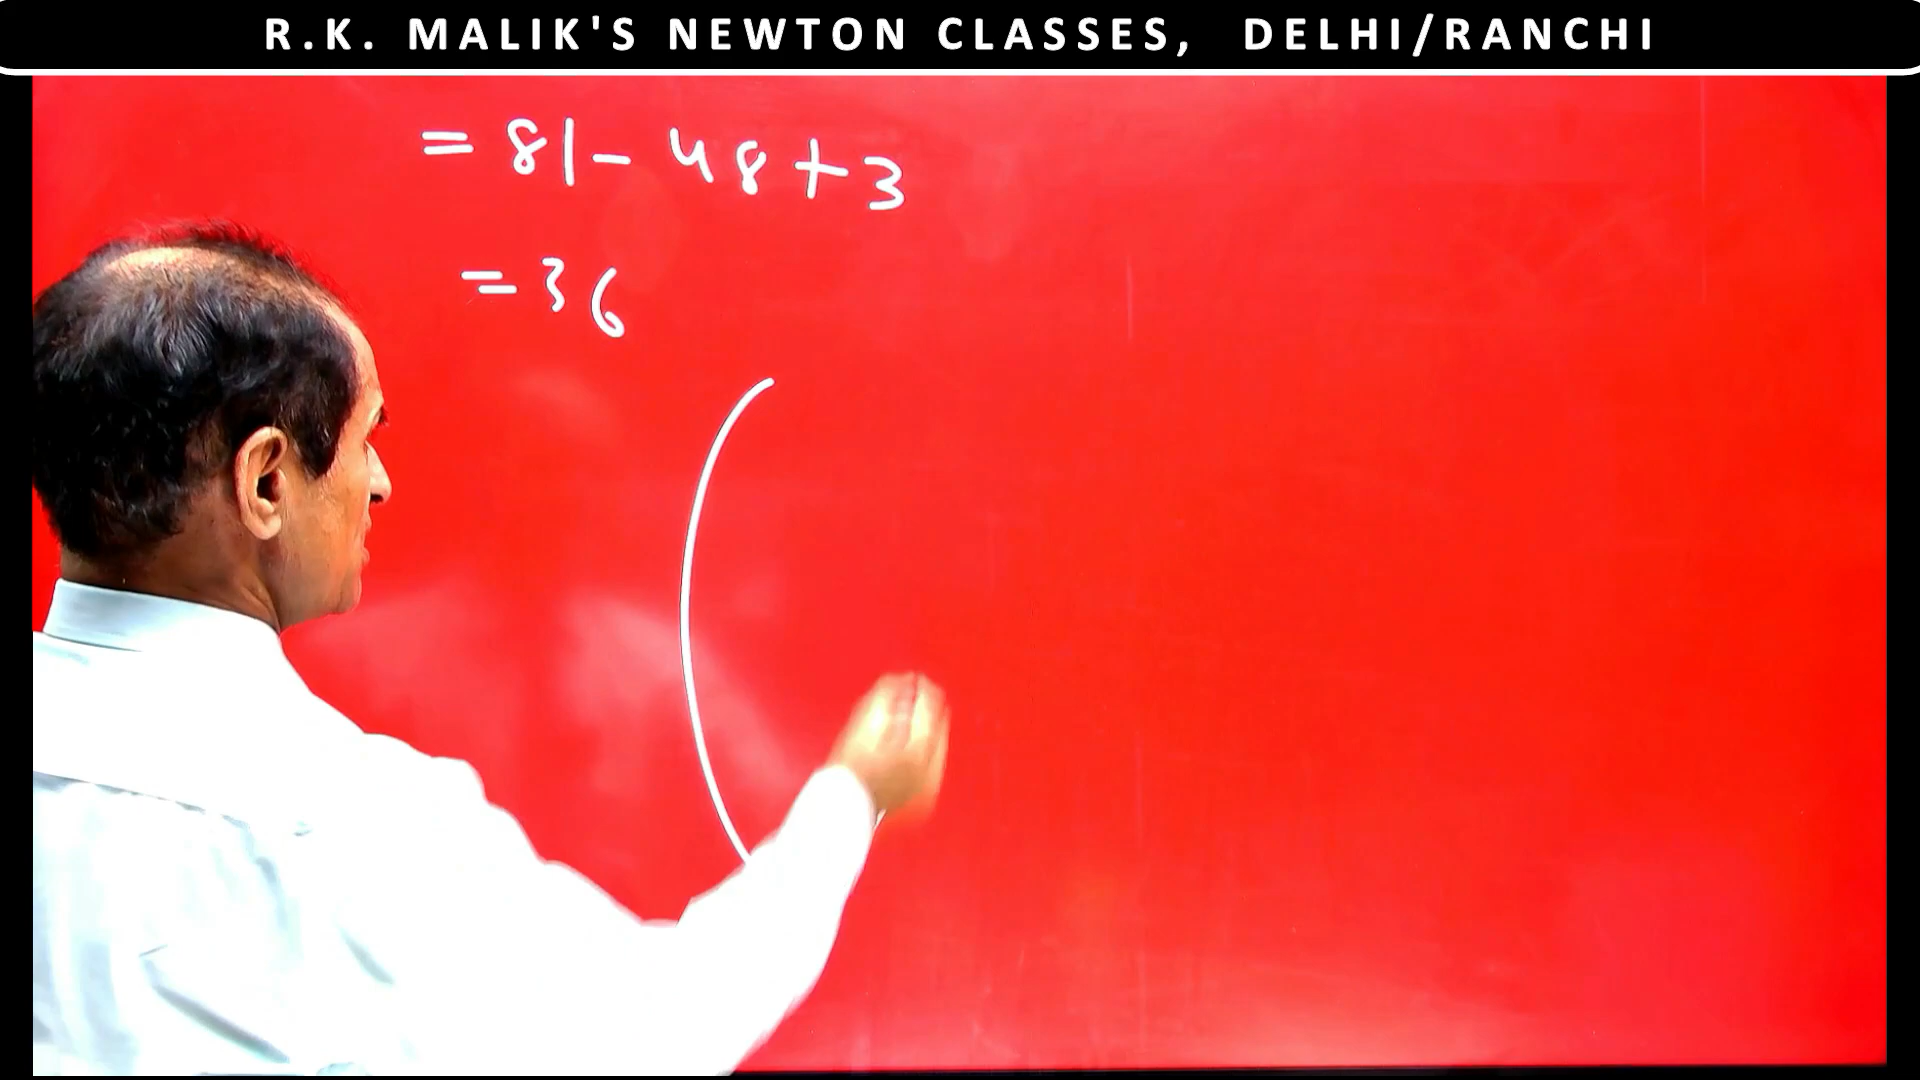 R.K. MALIK'S NEWTON CLASSES, DELHI/RANCHI
= 81 - 48 + 3
= 36